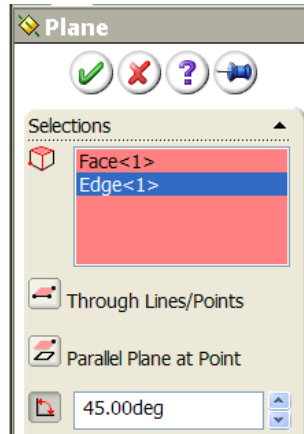 Plane
?
Selections
Face<1>
Edge<1>
Through Lines/Points
Parallel Plane at Point
45.00deg